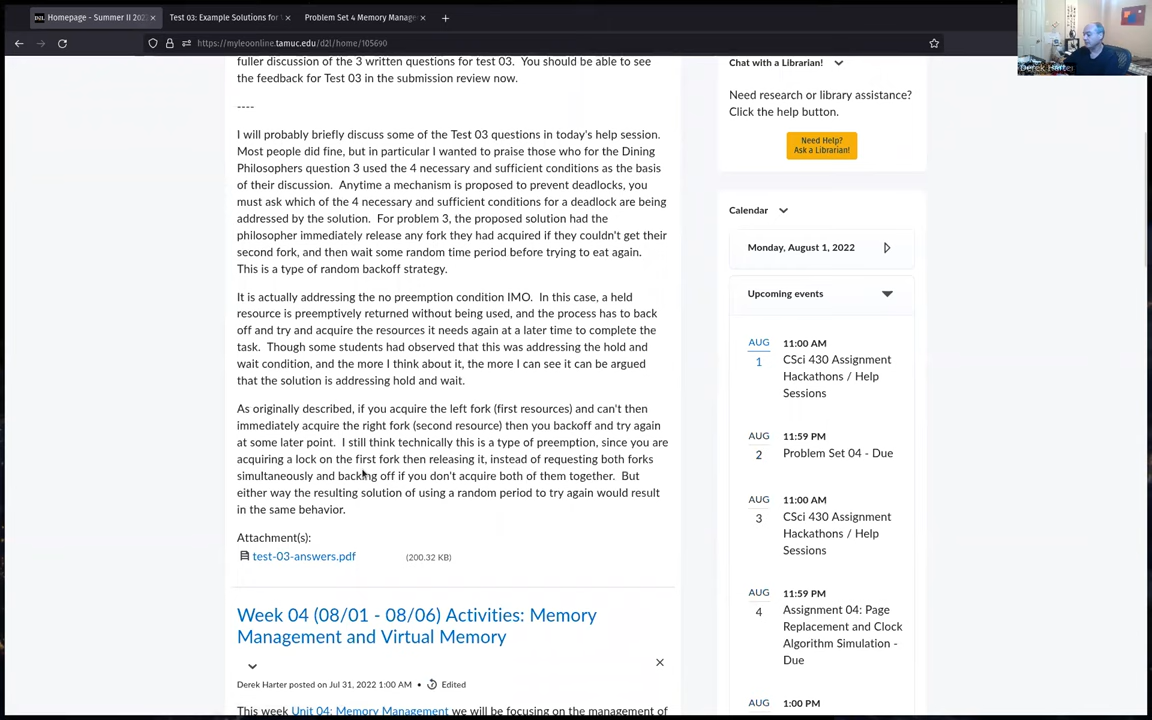 Homepage - Summer II 202
Test 03: Example Solutions for
Problem Set 4 Memory Manage
https://myleoonline.tamuc.edu/d2l/home/105690
Derek Harter
fuller discussion of the 3 written questions for test 03. You should be able to see
the feedback for Test 03 in the submission review now.
----
I will probably briefly discuss some of the Test 03 questions in today's help session.
Most people did fine, but in particular I wanted to praise those who for the Dining
Philosophers question 3 used the 4 necessary and sufficient conditions as the basis
of their discussion. Anytime a mechanism is proposed to prevent deadlocks, you
must ask which of the 4 necessary and sufficient conditions for a deadlock are being
addressed by the solution. For problem 3, the proposed solution had the
philosopher immediately release any fork they had acquired if they couldn't get their
second fork, and then wait some random time period before trying to eat again.
This is a type of random backoff strategy.
It is actually addressing the no preemption condition IMO. In this case, a held
resource is preemptively returned without being used, and the process has to back
off and try and acquire the resources it needs again at a later time to complete the
task. Though some students had observed that this was addressing the hold and
wait condition, and the more I think about it, the more I can see it can be argued
that the solution is addressing hold and wait.
As originally described, if you acquire the left fork (first resources) and can't then
immediately acquire the right fork (second resource) then you backoff and try again
at some later point. I still think technically this is a type of preemption, since you are
acquiring a lock on the first fork then releasing it, instead of requesting both forks
simultaneously and backing off if you don't acquire both of them together. But
either way the resulting solution of using a random period to try again would result
in the same behavior.
Attachment(s):
test-03-answers.pdf (200.32 KB)
Week 04 (08/01 - 08/06) Activities: Memory
Management and Virtual Memory
Derek Harter posted on Jul 31, 2022 1:00 AM • Edited
This week Unit 04: Memory Management we will be focusing on the management of
Chat with a Librarian!
Need research or library assistance?
Click the help button.
Need Help?
Ask a Librarian!
Calendar
Monday, August 1, 2022
Upcoming events
AUG
1
11:00 AM
CSci 430 Assignment
Hackathons / Help
Sessions
AUG
2
11:59 PM
Problem Set 04 - Due
AUG
3
11:00 AM
CSci 430 Assignment
Hackathons / Help
Sessions
AUG
4
11:59 PM
Assignment 04: Page
Replacement and Clock
Algorithm Simulation -
Due
AUG
1:00 PM